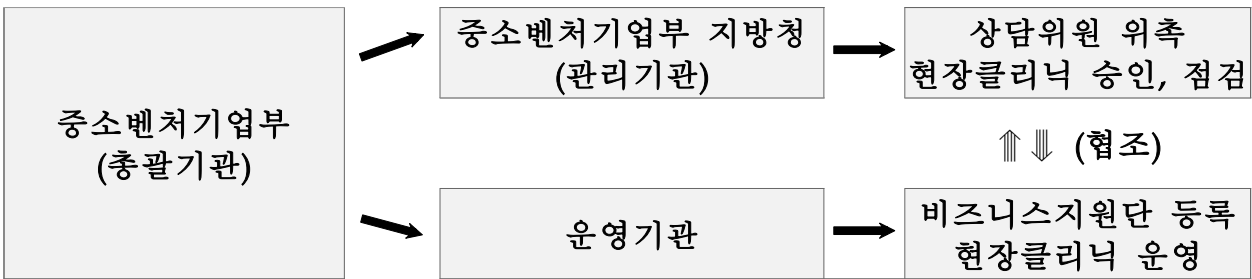 중소벤처기업부
(총괄기관)
중소벤처기업부 지방청
(관리기관)
상담위원 위촉
현장클리닉 승인, 점검
⇑⇓ (협조)
운영기관
비즈니스지원단 등록
현장클리닉 운영